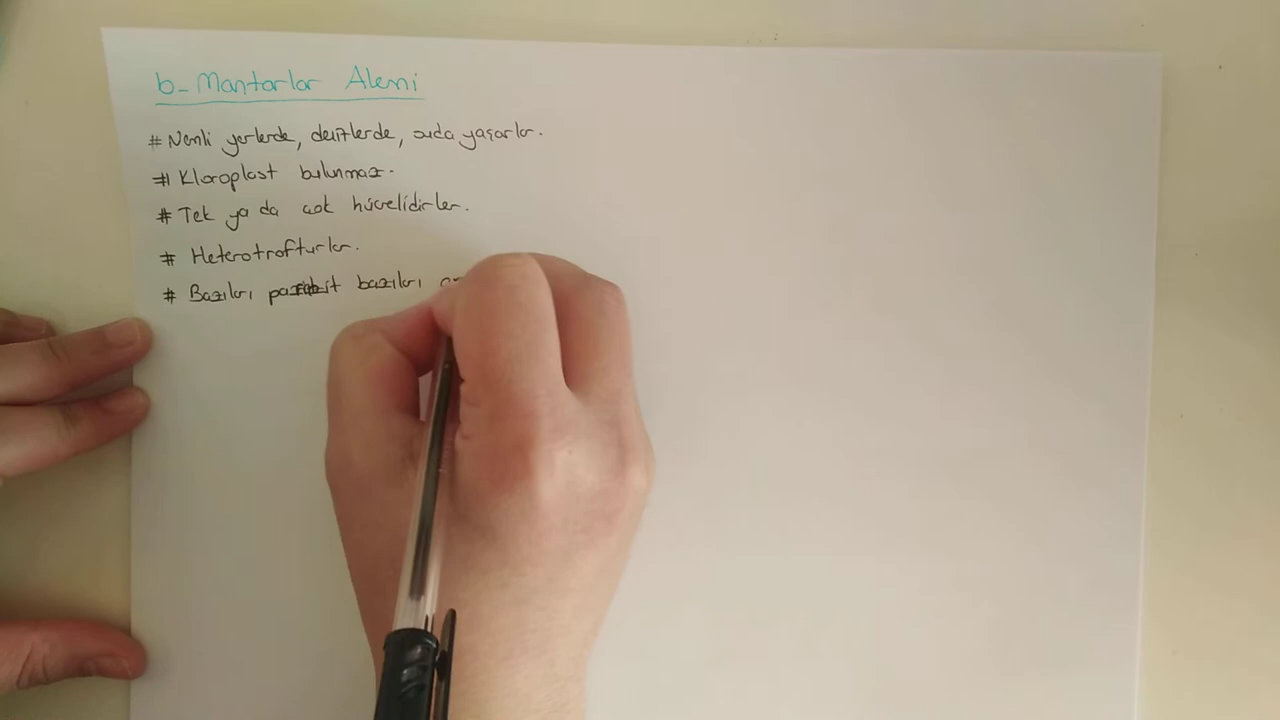 b- Mantarlar Alemi
# Nemli yerlerde, denizlerde, suda yaşarlar.
# Kloroplast bulunmaz.
# Tek ya da çok hücrelidirler.
# Heterotrofturlar.
# Bazıları parazit bazıları